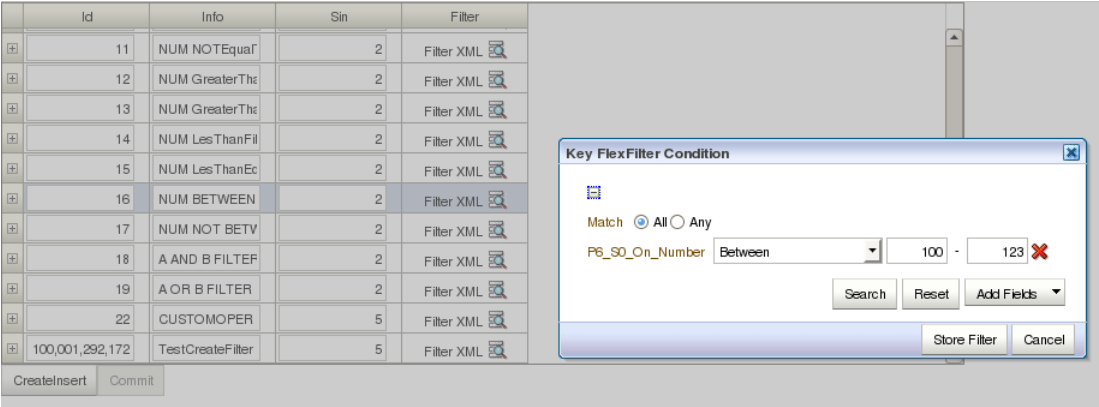 Id Info Sin Filter
11 NUM NOTEqual 2 Filter XML
12 NUM GreaterTha 2 Filter XML
13 NUM GreaterTha 2 Filter XML
14 NUM LesThanFil 2 Filter XML
15 NUM LesThanEc 2 Filter XML
16 NUM BETWEEN 2 Filter XML
17 NUM NOT BETV 2 Filter XML
18 A AND B FILTER 2 Filter XML
19 A OR B FILTER 2 Filter XML
22 CUSTOMOPER 5 Filter XML
100,001,292,172 TestCreateFilter 5 Filter XML
CreateInsert Commit
Key FlexFilter Condition
Match All Any
P6_S0_On_Number Between 100 - 123
Search Reset Add Fields
Store Filter Cancel